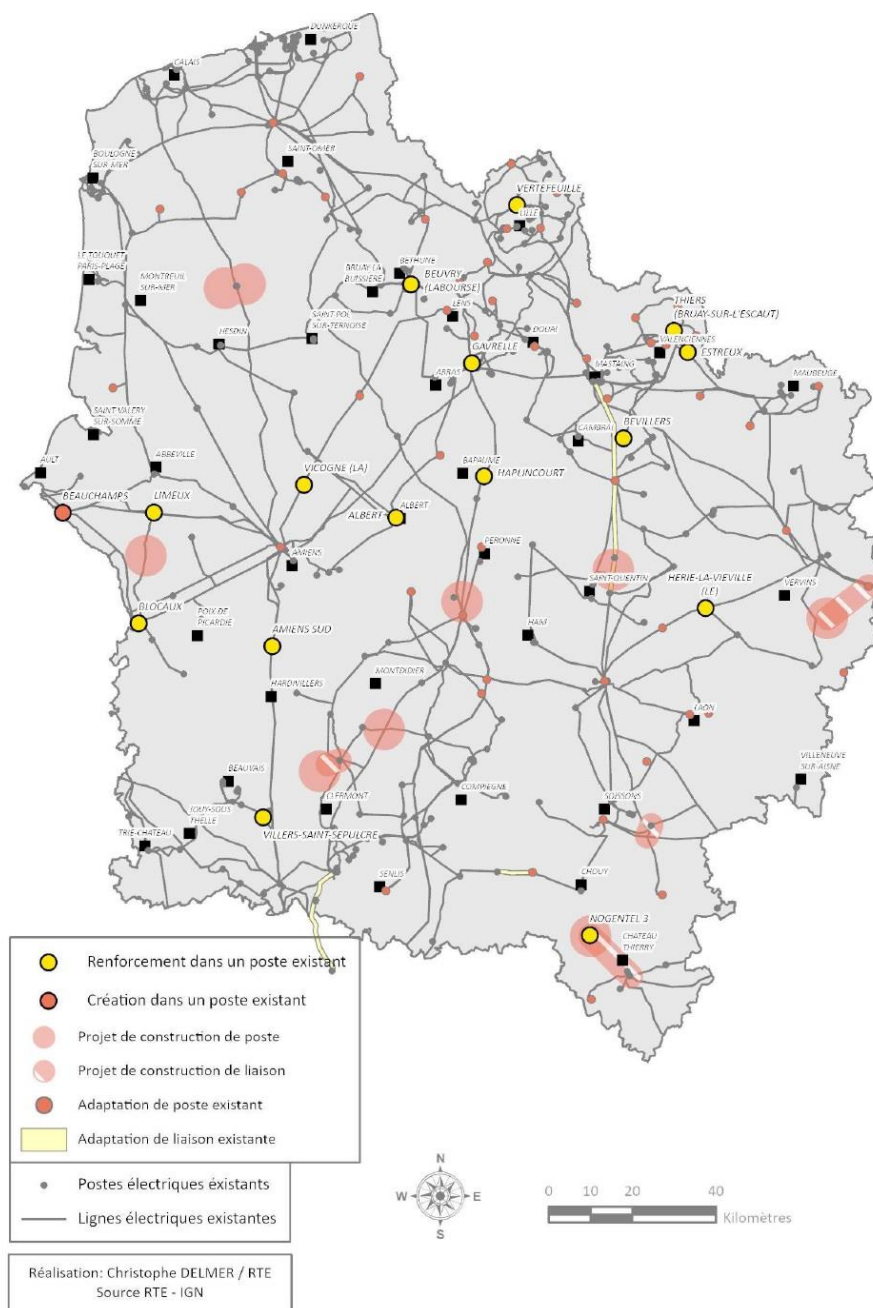 DUNKERQUE
CALAIS
SAINT-OMER
BOULOGNE
SUR-MER
VERTEFEUILLE
LILLE
LE TOUQUET
PARIS-PLAGE
MONTREUIL
SUR-MER
BRUAY-LA
BUISSIÈRE
BETHUNE
BEUVRY
(LABOURSE)
LENS
HESDIN
SAINT-POL
SUR-TERNOISE
DOUAI
THIERS
(BRUAY-SUR-L'ESCAUT)
VALENCIENNES
ESTREUX
GAVRELLE
ARRAS
MASTAING
MAUBEUGE
SAINT-VALERY
SUR-SOMME
CAMBRAI
BEVILLERS
AULT
ABBEVILLE
VICOGNE (LA)
BAPAUME
HAPLINCOURT
BEAUCHAMPS
LIMEUX
ALBERT
ALBERT
AMIENS
PERONNE
SAINT-QUENTIN
HERIE-LA-VIEVILLE
(LE)
VERVINS
BLOCAUX
POIX-DE
PICARDIE
AMIENS SUD
HAM
HARDIVILLERS
MONTDIDIER
LAON
BEAUVAIS
CLERMONT
COMPIEGNE
SOISSONS
VILLENEUVE
SUR-AISNE
JOUY-SOUS
THELLE
TRIE-CHATEAU
VILLERS-SAINT-SEPULCRE
SENLIS
CHOUY
NOGENTEL 3
CHATEAU
THIERRY
Renforcement dans un poste existant
Création dans un poste existant
Projet de construction de poste
Projet de construction de liaison
Adaptation de poste existant
Adaptation de liaison existante
Postes électriques éxistants
Lignes électriques existantes
Réalisation: Christophe DELMER / RTE
Source RTE - IGN
N
W
E
S
0 10 20 40
Kilomètres